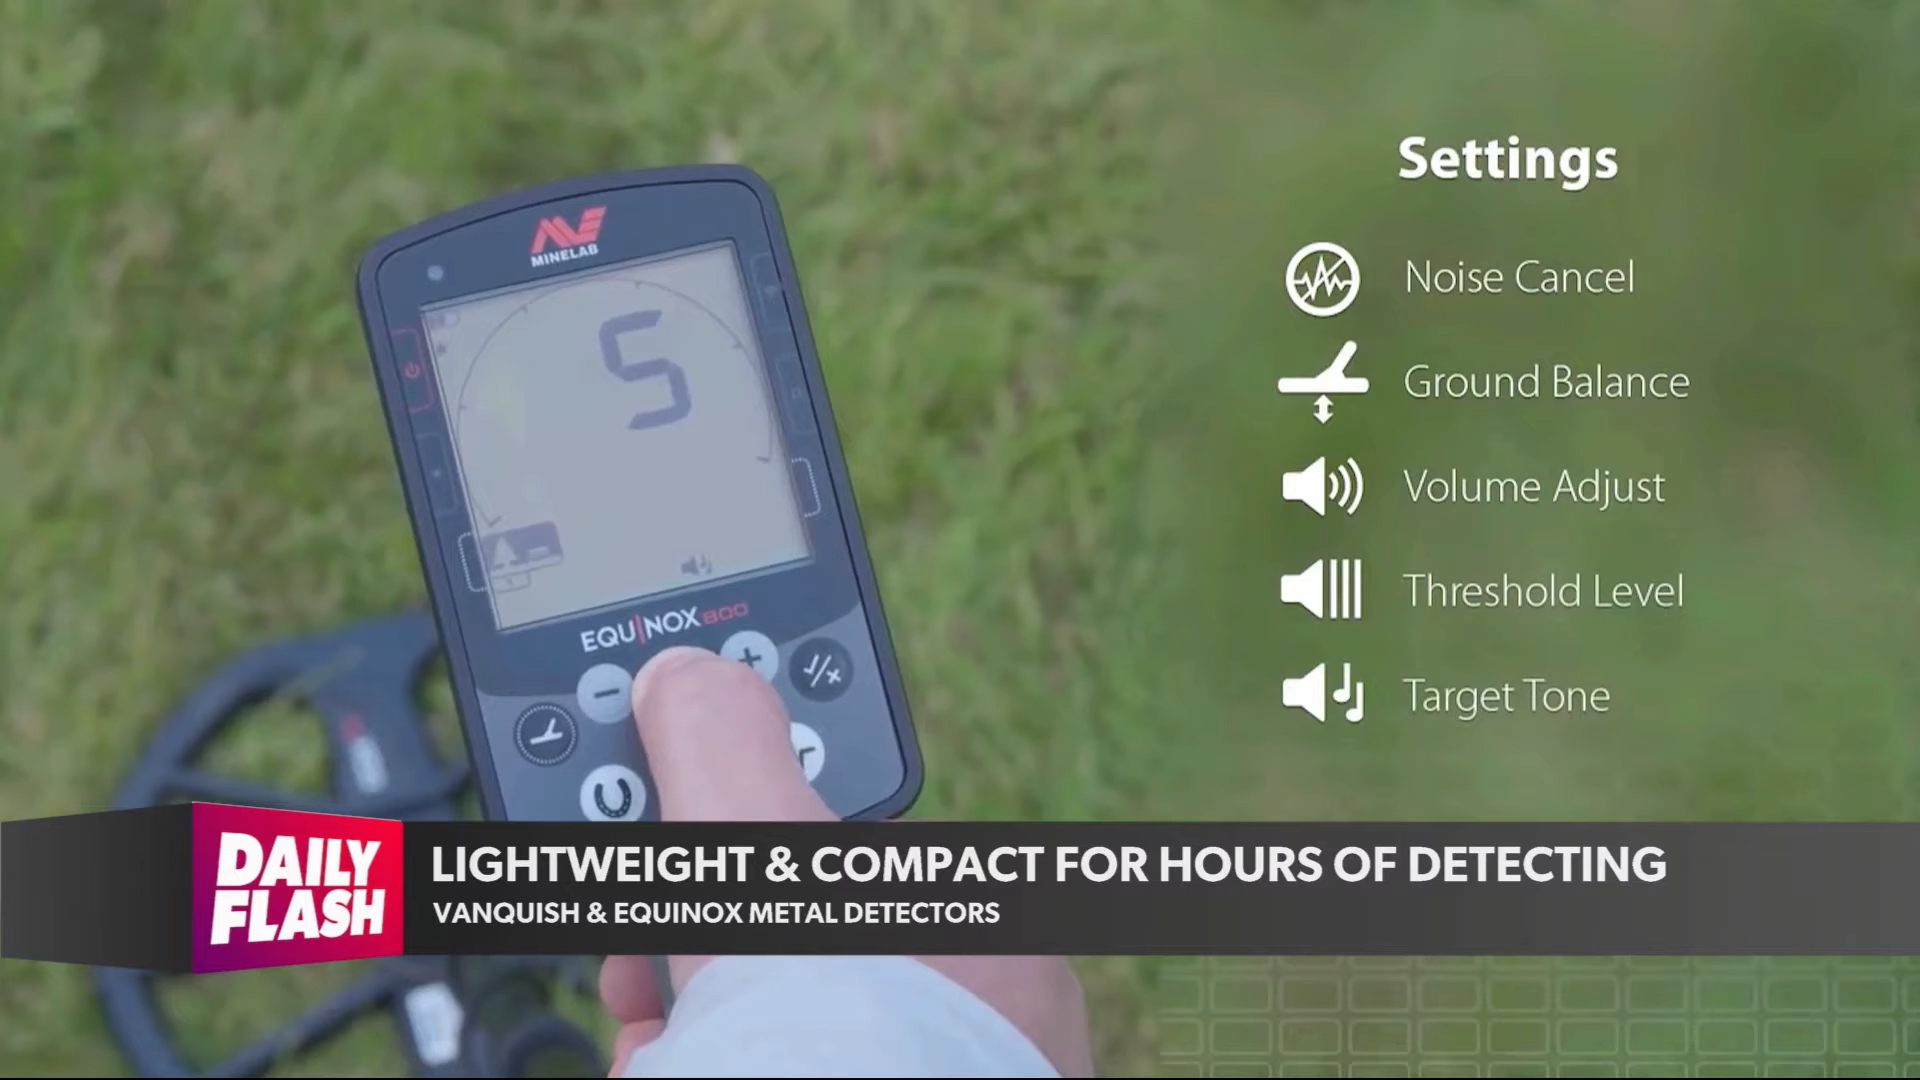 Settings
Noise Cancel
Ground Balance
Volume Adjust
Threshold Level
Target Tone
MINELAB
5
EQUINOX 800
DAILY
FLASH
LIGHTWEIGHT & COMPACT FOR HOURS OF DETECTING
VANQUISH & EQUINOX METAL DETECTORS